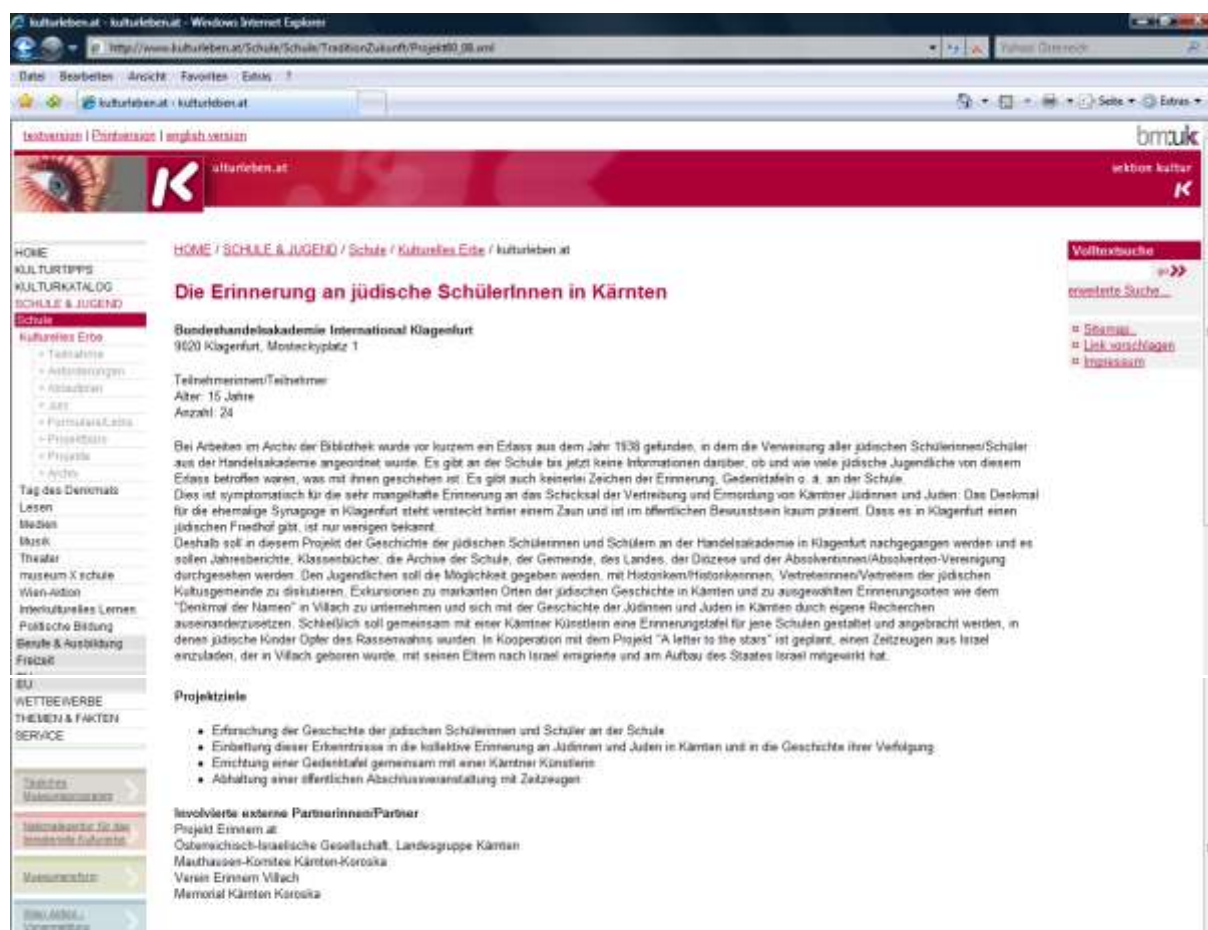 kulturleben.at - kulturleben.at - Windows Internet Explorer
http://www.kulturleben.at/Schule/Schule/TraditionZukunft/Projekt80_08.xml
Datei Bearbeiten Ansicht Favoriten Extras ?
kulturleben.at - kulturleben.at
Seite Extras
textversion | Printversion | english version
bm:uk
ulturleben.at
sektion kultur
HOME / SCHULE & JUGEND / Schule / Kulturelles Erbe / kulturleben.at
Die Erinnerung an jüdische SchülerInnen in Kärnten
Bundeshandelsakademie International Klagenfurt
9020 Klagenfurt, Mosteckyplatz 1
Teilnehmerinnen/Teilnehmer
Alter: 15 Jahre
Anzahl: 24
Bei Arbeiten im Archiv der Bibliothek wurde vor kurzem ein Erlass aus dem Jahr 1938 gefunden, in dem die Verweisung aller jüdischen Schülerinnen/Schüler
aus der Handelsakademie angeordnet wurde. Es gibt an der Schule bis jetzt keine Informationen darüber, ob und wie viele jüdische Jugendliche von diesem
Erlass betroffen waren, was mit ihnen geschehen ist. Es gibt auch keinerlei Zeichen der Erinnerung, Gedenktafeln o. ä. an der Schule.
Dies ist symptomatisch für die sehr mangelhafte Erinnerung an das Schicksal der Vertreibung und Ermordung von Kärntner Jüdinnen und Juden: Das Denkmal
für die ehemalige Synagoge in Klagenfurt steht versteckt hinter einem Zaun und ist im öffentlichen Bewusstsein kaum präsent. Dass es in Klagenfurt einen
jüdischen Friedhof gibt, ist nur wenigen bekannt.
Deshalb soll in diesem Projekt der Geschichte der jüdischen Schülerinnen und Schülern an der Handelsakademie in Klagenfurt nachgegangen werden und es
sollen Jahresberichte, Klassenbücher, die Archive der Schule, der Gemeinde, des Landes, der Diözese und der Absolventinnen/Absolventen-Vereinigung
durchgesehen werden. Den Jugendlichen soll die Möglichkeit gegeben werden, mit Historikern/Historikerinnen, Vertreterinnen/Vertretern der jüdischen
Kultusgemeinde zu diskutieren, Exkursionen zu markanten Orten der jüdischen Geschichte in Kärnten und zu ausgewählten Erinnerungsorten wie dem
"Denkmal der Namen" in Villach zu unternehmen und sich mit der Geschichte der Jüdinnen und Juden in Kärnten durch eigene Recherchen
auseinanderzusetzen. Schließlich soll gemeinsam mit einer Kärntner Künstlerin eine Erinnerungstafel für jene Schulen gestaltet und angebracht werden, in
denen jüdische Kinder Opfer des Rassenwahns wurden. In Kooperation mit dem Projekt "A letter to the stars" ist geplant, einen Zeitzeugen aus Israel
einzuladen, der in Villach geboren wurde, mit seinen Eltern nach Israel emigrierte und am Aufbau des Staates Israel mitgewirkt hat.
Projektziele
Erforschung der Geschichte der jüdischen Schülerinnen und Schüler an der Schule
Einbettung dieser Erkenntnisse in die kollektive Erinnerung an Jüdinnen und Juden in Kärnten und in die Geschichte ihrer Verfolgung
Errichtung einer Gedenktafel gemeinsam mit einer Kärntner Künstlerin
Abhaltung einer öffentlichen Abschlussveranstaltung mit Zeitzeugen
Involvierte externe Partnerinnen/Partner
Projekt Erinnern.at
Österreichisch-Israelische Gesellschaft, Landesgruppe Kärnten
Mauthausen-Komitee Kärnten-Koroska
Verein Erinnern Villach
Memorial Kärnten Koroska
HOME
KULTURTIPPS
KULTURKATALOG
SCHULE & JUGEND
Schule
Kulturelles Erbe
Teilnahme
Anforderungen
Jury
Projektbüro
Projekte
Archiv
Tag des Denkmals
Lesen
Medien
Musik
Theater
museum X schule
Wien-Aktion
Interkulturelles Lernen
Politische Bildung
Berufe & Ausbildung
Freizeit
EU
WETTBEWERBE
THEMEN & FAKTEN
SERVICE
Volltextsuche
erweiterte Suche...
Sitemap
Link vorschlagen
Impressum